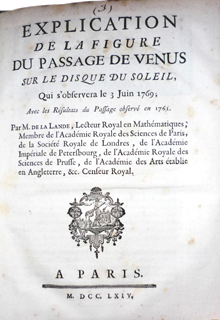 (3)
EXPLICATION
DE LA FIGURE
DU PASSAGE DE VENUS
SUR LE DISQUE DU SOLEIL,
Qui s'observera le 3 Juin 1769;
Avec les Résultats du Passage observé en 1761.
Par M. DE LA LANDE, Lecteur Royal en Mathématiques;
Membre de l'Académie Royale des Sciences de Paris,
de la Société Royale de Londres, de l'Académie
Impériale de Petersbourg, de l'Académie Royale des
Sciences de Prusse, de l'Académie des Arts établie
en Angleterre, &c. Censeur Royal.
A PARIS.
M. DCC. LXIV.